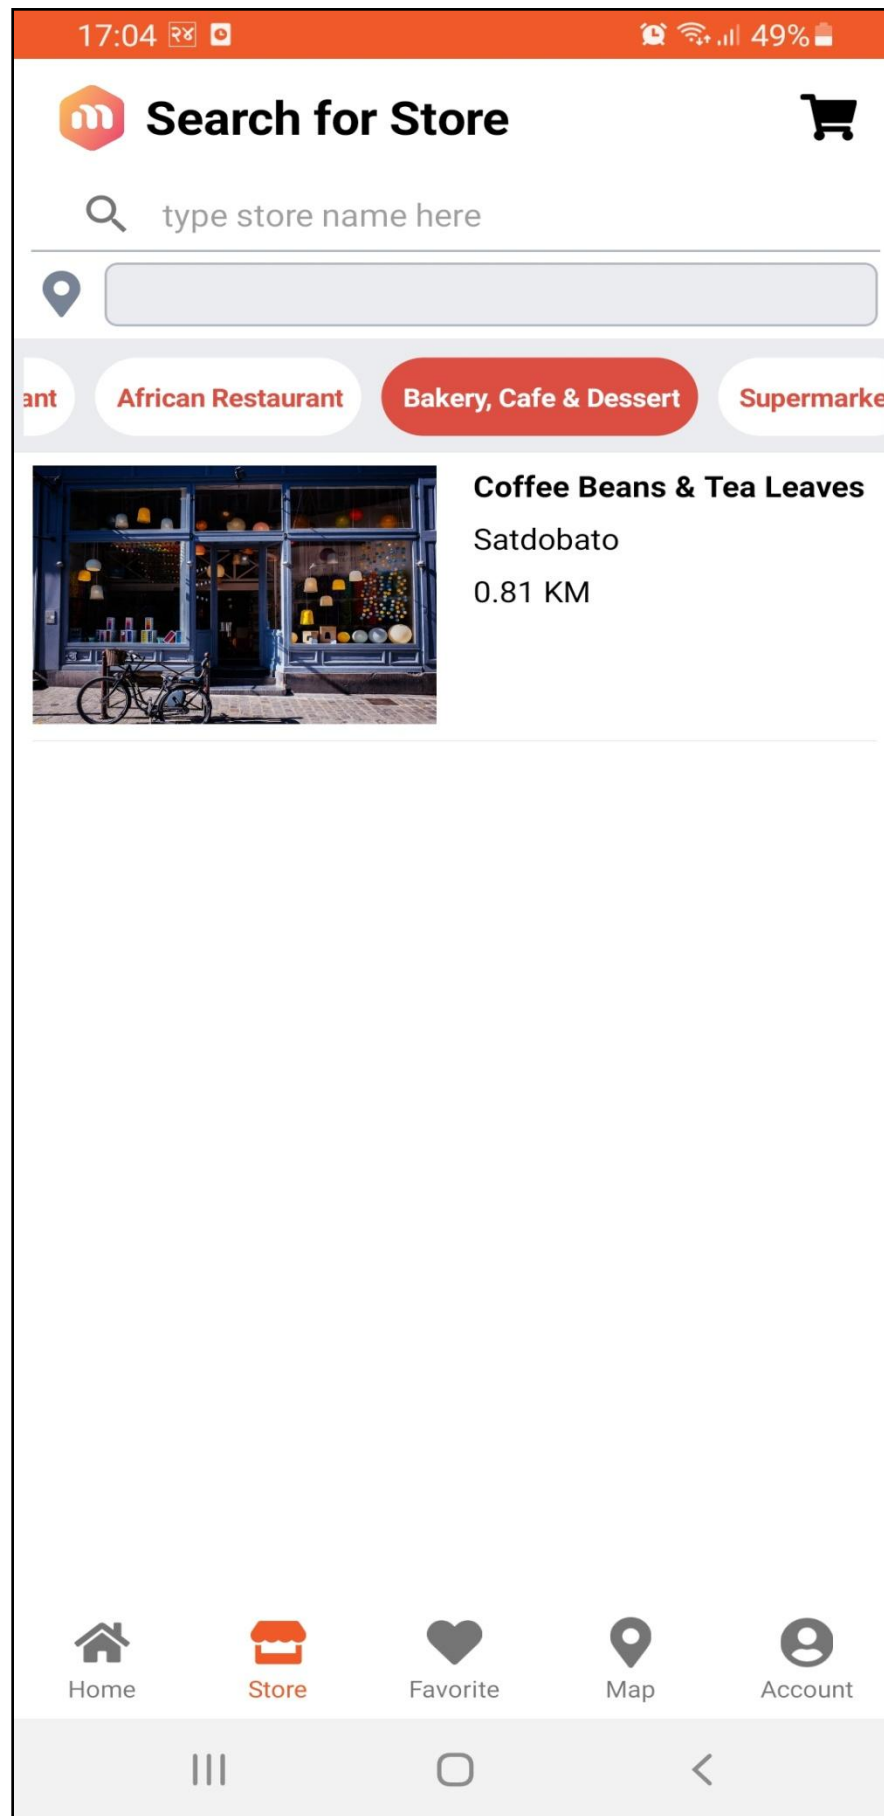 17:04 २४ 49%
m Search for Store
type store name here
ant African Restaurant Bakery, Cafe & Dessert Supermarke
Coffee Beans & Tea Leaves
Satdobato
0.81 KM
Home Store Favorite Map Account